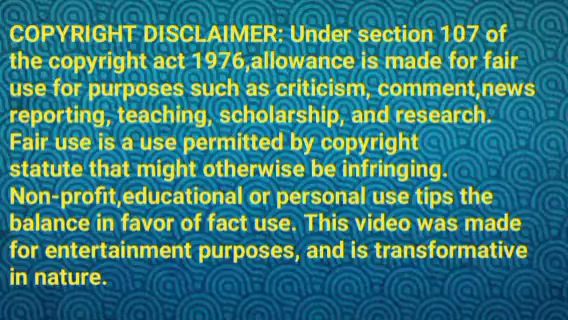 COPYRIGHT DISCLAIMER: Under section 107 of
the copyright act 1976,allowance is made for fair
use for purposes such as criticism, comment,news
reporting, teaching, scholarship, and research.
Fair use is a use permitted by copyright
statute that might otherwise be infringing.
Non-profit,educational or personal use tips the
balance in favor of fact use. This video was made
for entertainment purposes, and is transformative
in nature.